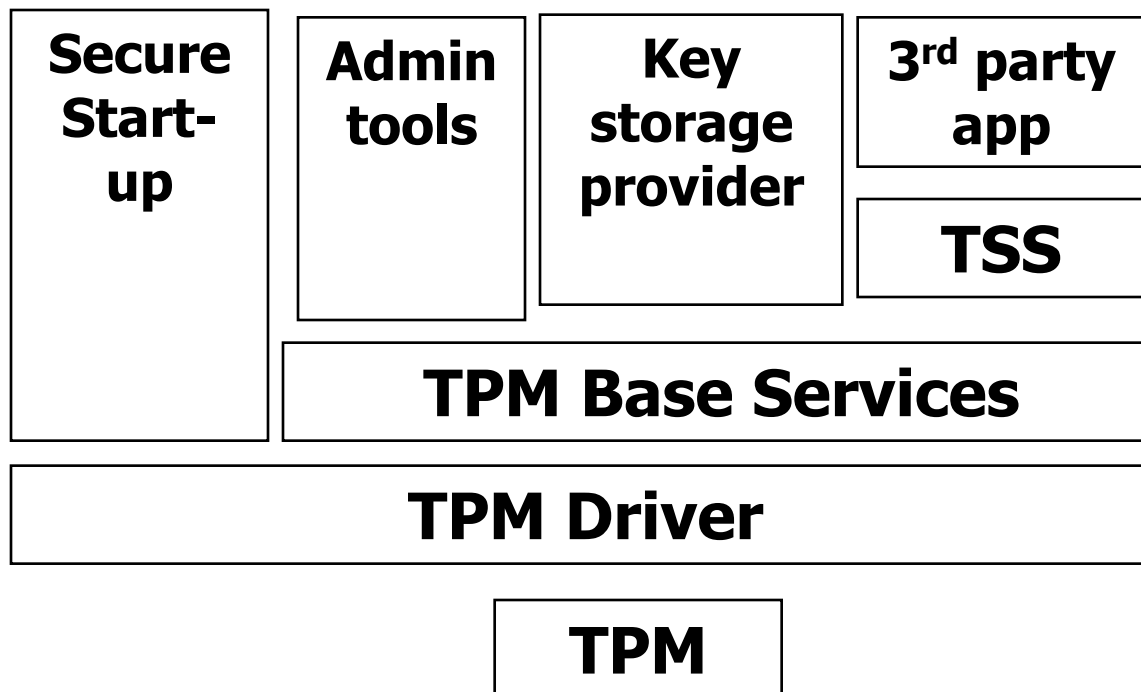 Secure
Start-
up
Admin
tools
Key
storage
provider
3rd party
app
TSS
TPM Base Services
TPM Driver
TPM